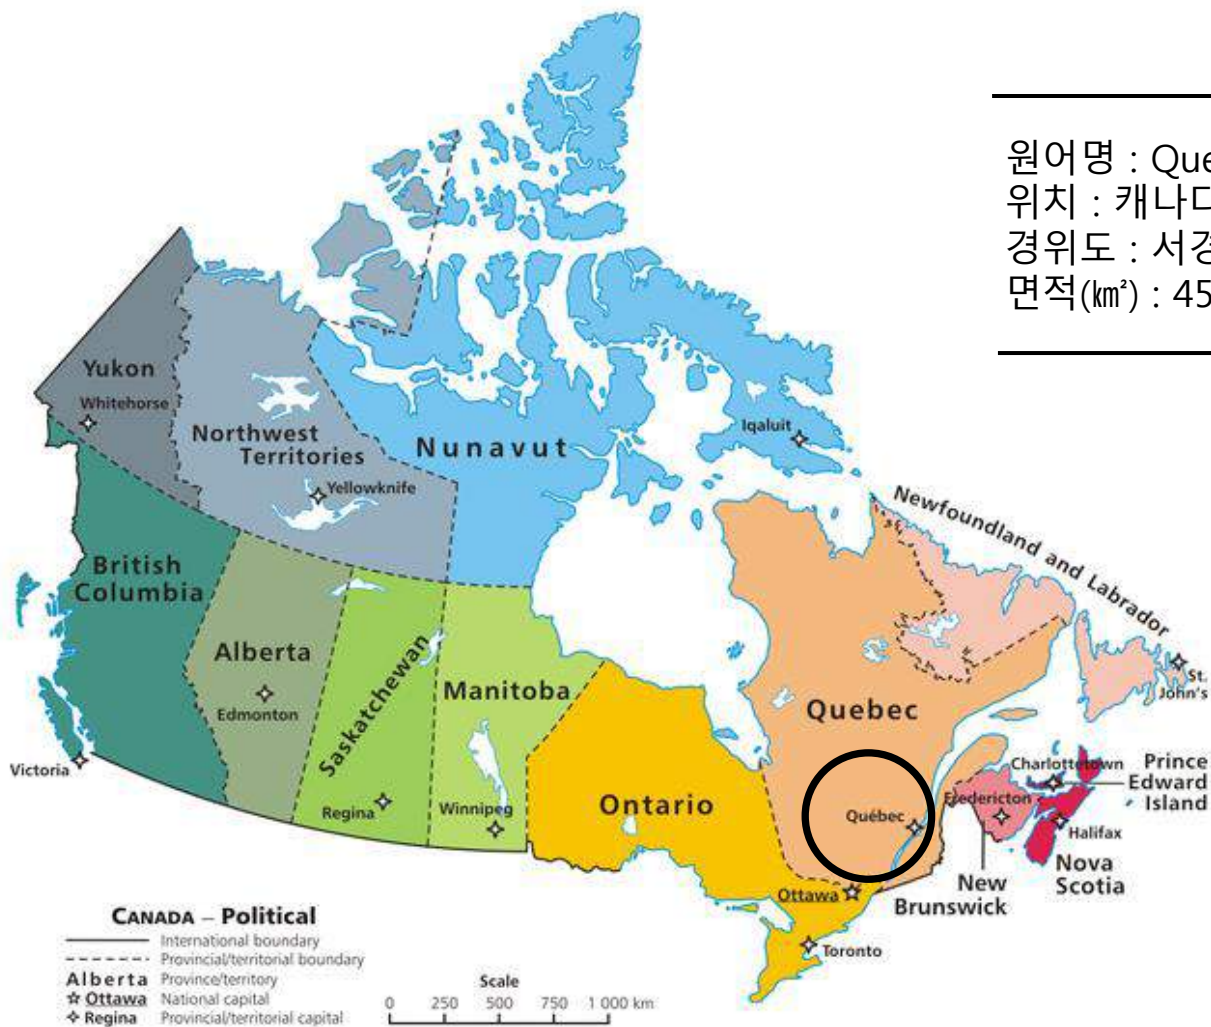 원어명 : Que
위치 : 캐나다
경위도 : 서경
면적(㎢) : 45
Yukon
Whitehorse
Northwest
Territories
Yellowknife
Nunavut
Iqaluit
British
Columbia
Victoria
Alberta
Edmonton
Saskatchewan
Regina
Manitoba
Winnipeg
Ontario
Ottawa
Toronto
Quebec
Québec
Newfoundland and Labrador
St.
John's
Charlottetown
Prince
Edward
Island
Fredericton
Halifax
Nova
Scotia
New
Brunswick
CANADA – Political
International boundary
Provincial/territorial boundary
Alberta Province/territory
Ottawa National capital
Regina Provincial/territorial capital
Scale
0 250 500 750 1 000 km